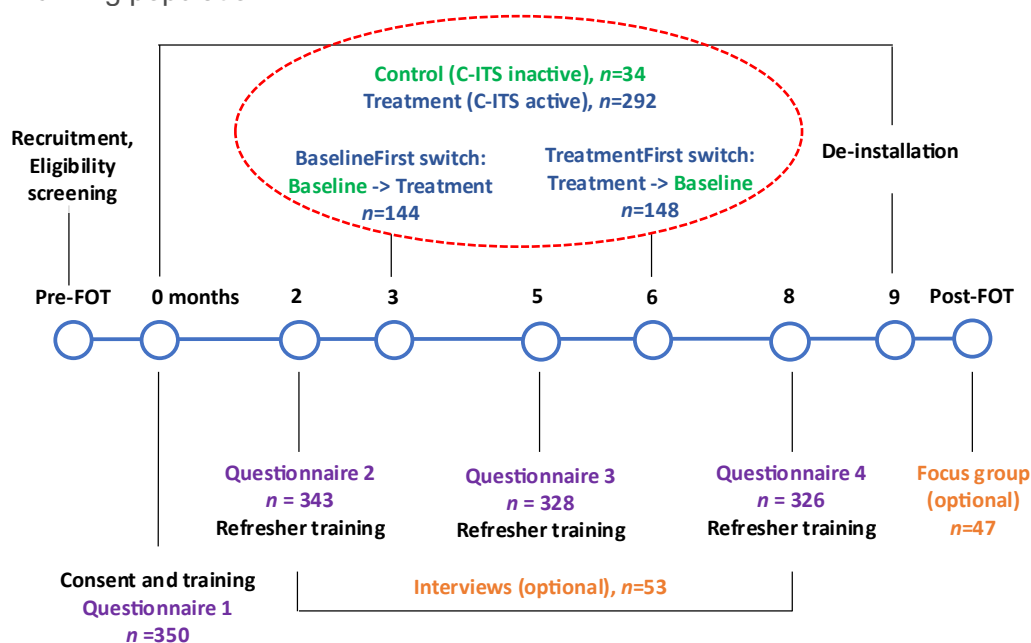 Control (C-ITS inactive), n=34
Treatment (C-ITS active), n=292
Recruitment,
Eligibility
screening
BaselineFirst switch:
Baseline -> Treatment
n=144
TreatmentFirst switch:
Treatment -> Baseline
n=148
De-installation
Pre-FOT
0 months
2
3
5
6
8
9
Post-FOT
Questionnaire 2
n = 343
Refresher training
Questionnaire 3
n = 328
Refresher training
Questionnaire 4
n = 326
Refresher training
Focus group
(optional)
n=47
Consent and training
Questionnaire 1
n =350
Interviews (optional), n=53